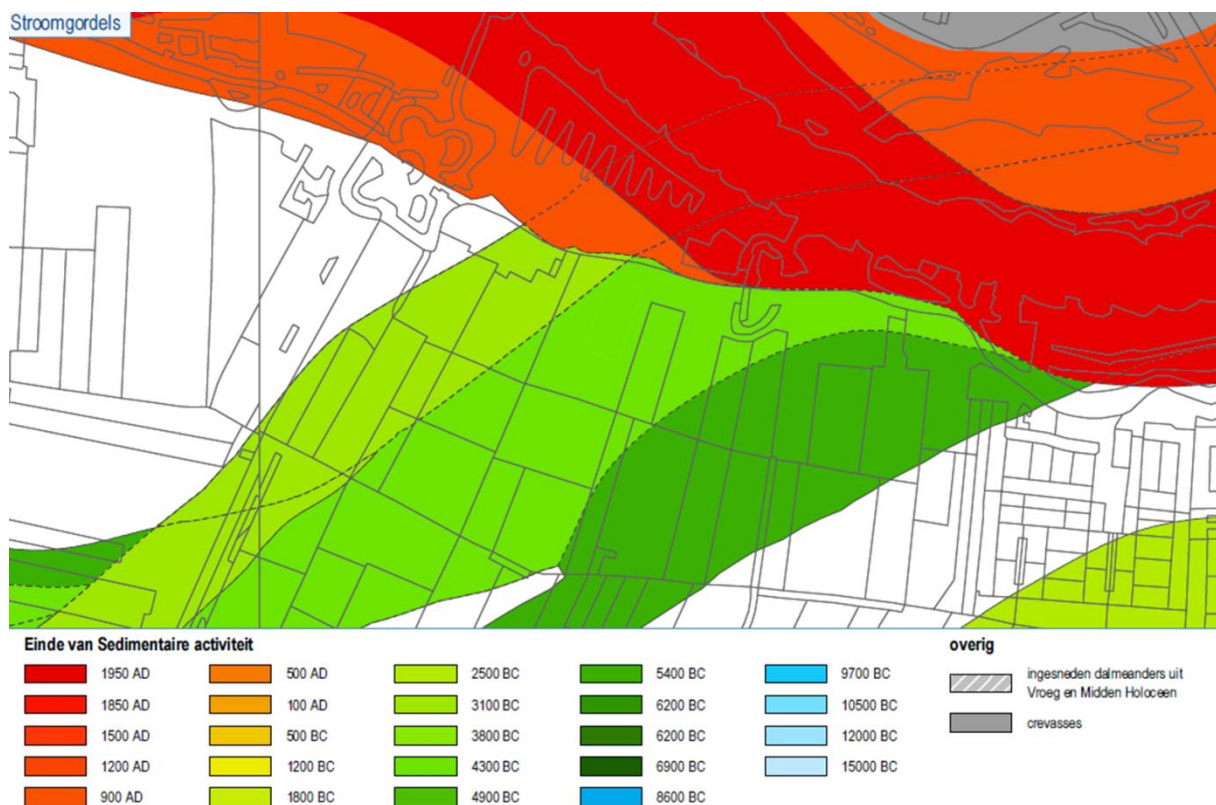 Stroomgordels
Einde van Sedimentaire activiteit
1950 AD
1850 AD
1500 AD
1200 AD
900 AD
500 AD
100 AD
500 BC
1200 BC
1800 BC
2500 BC
3100 BC
3800 BC
4300 BC
4900 BC
5400 BC
6200 BC
6200 BC
6900 BC
8600 BC
9700 BC
10500 BC
12000 BC
15000 BC
overig
ingesneden dalmeanders uit
Vroeg en Midden Holoceen
crevasses